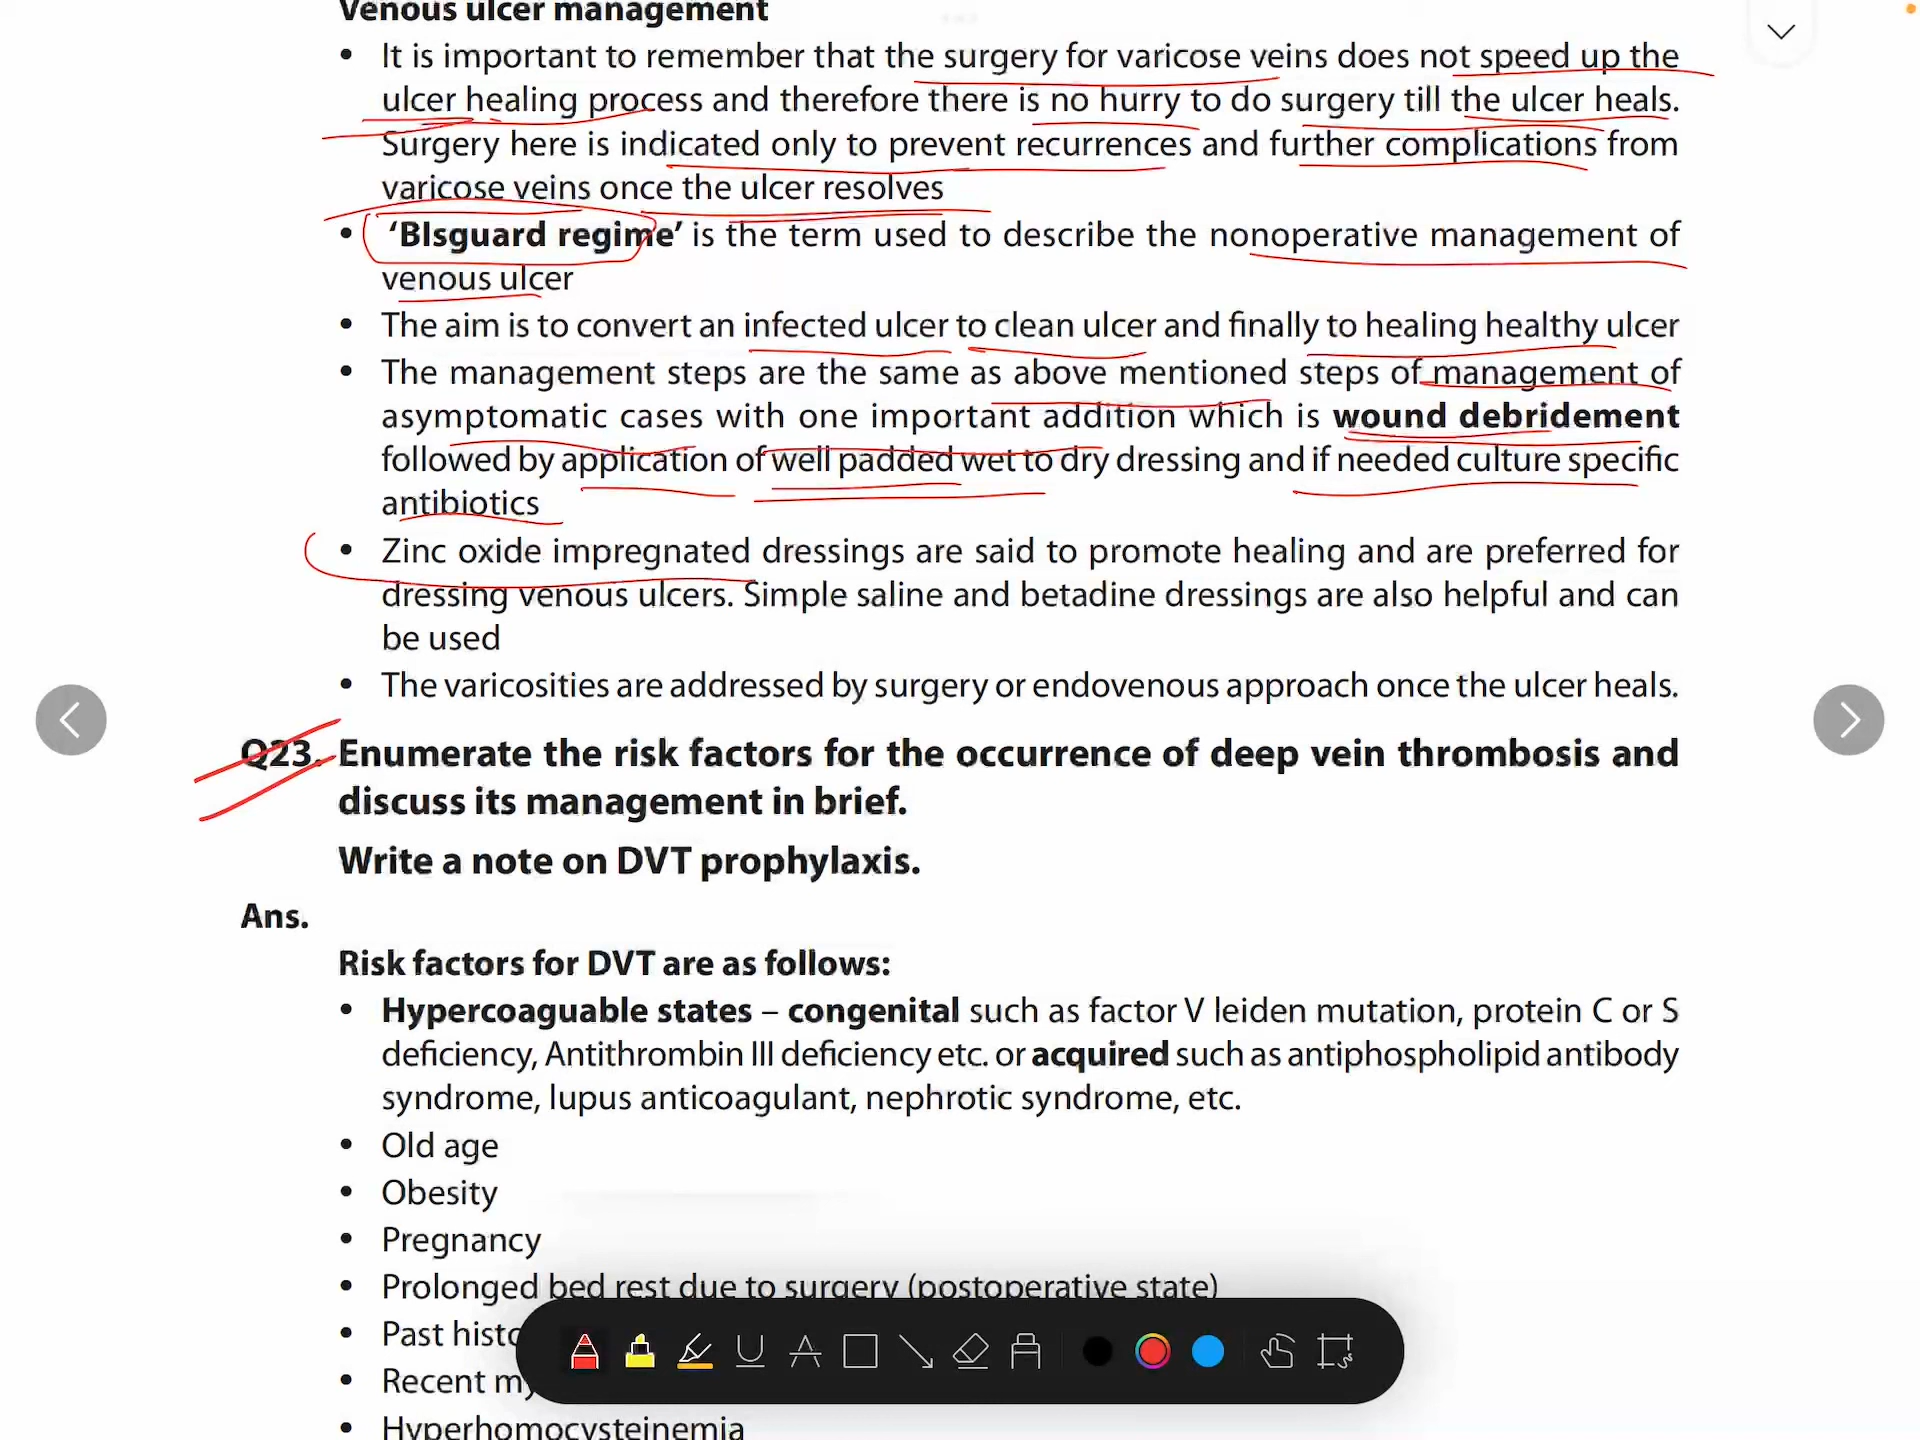 Venous ulcer management
• It is important to remember that the surgery for varicose veins does not speed up the
ulcer healing process and therefore there is no hurry to do surgery till the ulcer heals.
Surgery here is indicated only to prevent recurrences and further complications from
varicose veins once the ulcer resolves
• ‘BIsguard regime’ is the term used to describe the nonoperative management of
venous ulcer
• The aim is to convert an infected ulcer to clean ulcer and finally to healing healthy ulcer
• The management steps are the same as above mentioned steps of management of
asymptomatic cases with one important addition which is wound debridement
followed by application of well padded wet to dry dressing and if needed culture specific
antibiotics
• Zinc oxide impregnated dressings are said to promote healing and are preferred for
dressing venous ulcers. Simple saline and betadine dressings are also helpful and can
be used
• The varicosities are addressed by surgery or endovenous approach once the ulcer heals.
Q23. Enumerate the risk factors for the occurrence of deep vein thrombosis and
discuss its management in brief.
Write a note on DVT prophylaxis.
Ans.
Risk factors for DVT are as follows:
• Hypercoaguable states – congenital such as factor V leiden mutation, protein C or S
deficiency, Antithrombin III deficiency etc. or acquired such as antiphospholipid antibody
syndrome, lupus anticoagulant, nephrotic syndrome, etc.
• Old age
• Obesity
• Pregnancy
• Prolonged bed rest due to surgery (postoperative state)
• Past
• Recent
• Hyperhomocysteinemia